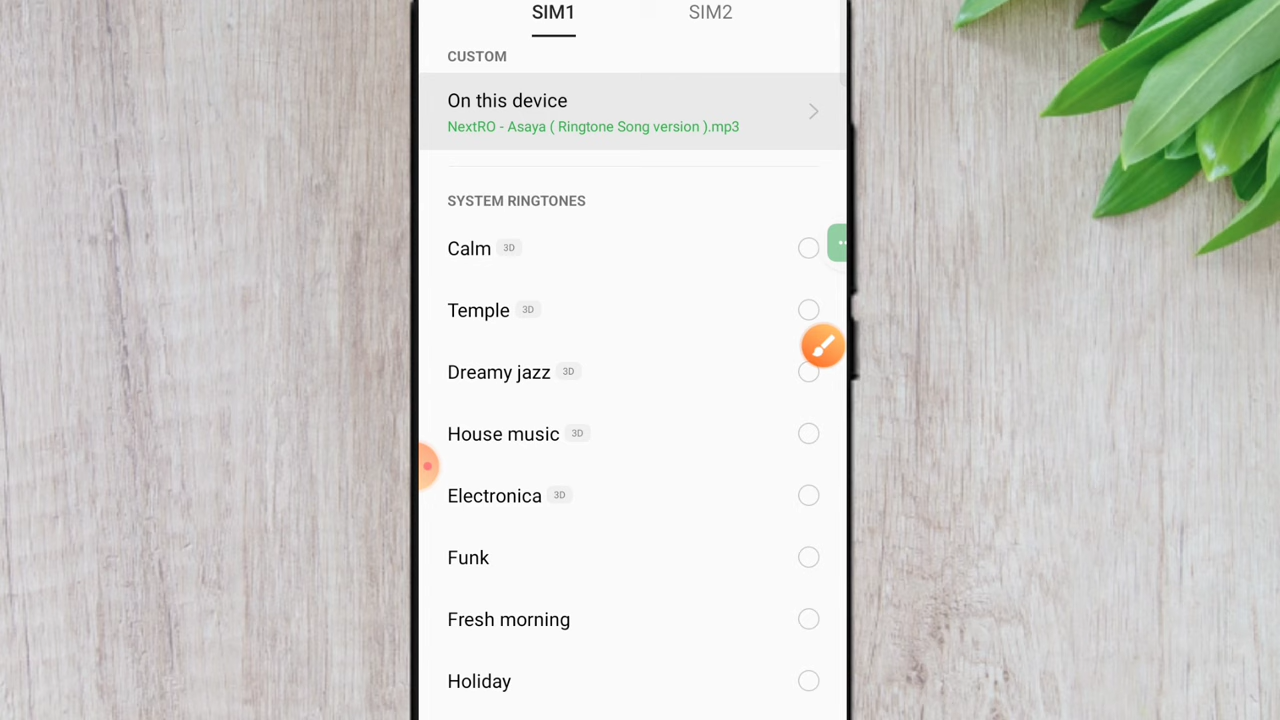 SIM1 SIM2
CUSTOM
On this device
NextRO - Asaya ( Ringtone Song version ).mp3
SYSTEM RINGTONES
Calm 3D
Temple 3D
Dreamy jazz 3D
House music 3D
Electronica 3D
Funk
Fresh morning
Holiday